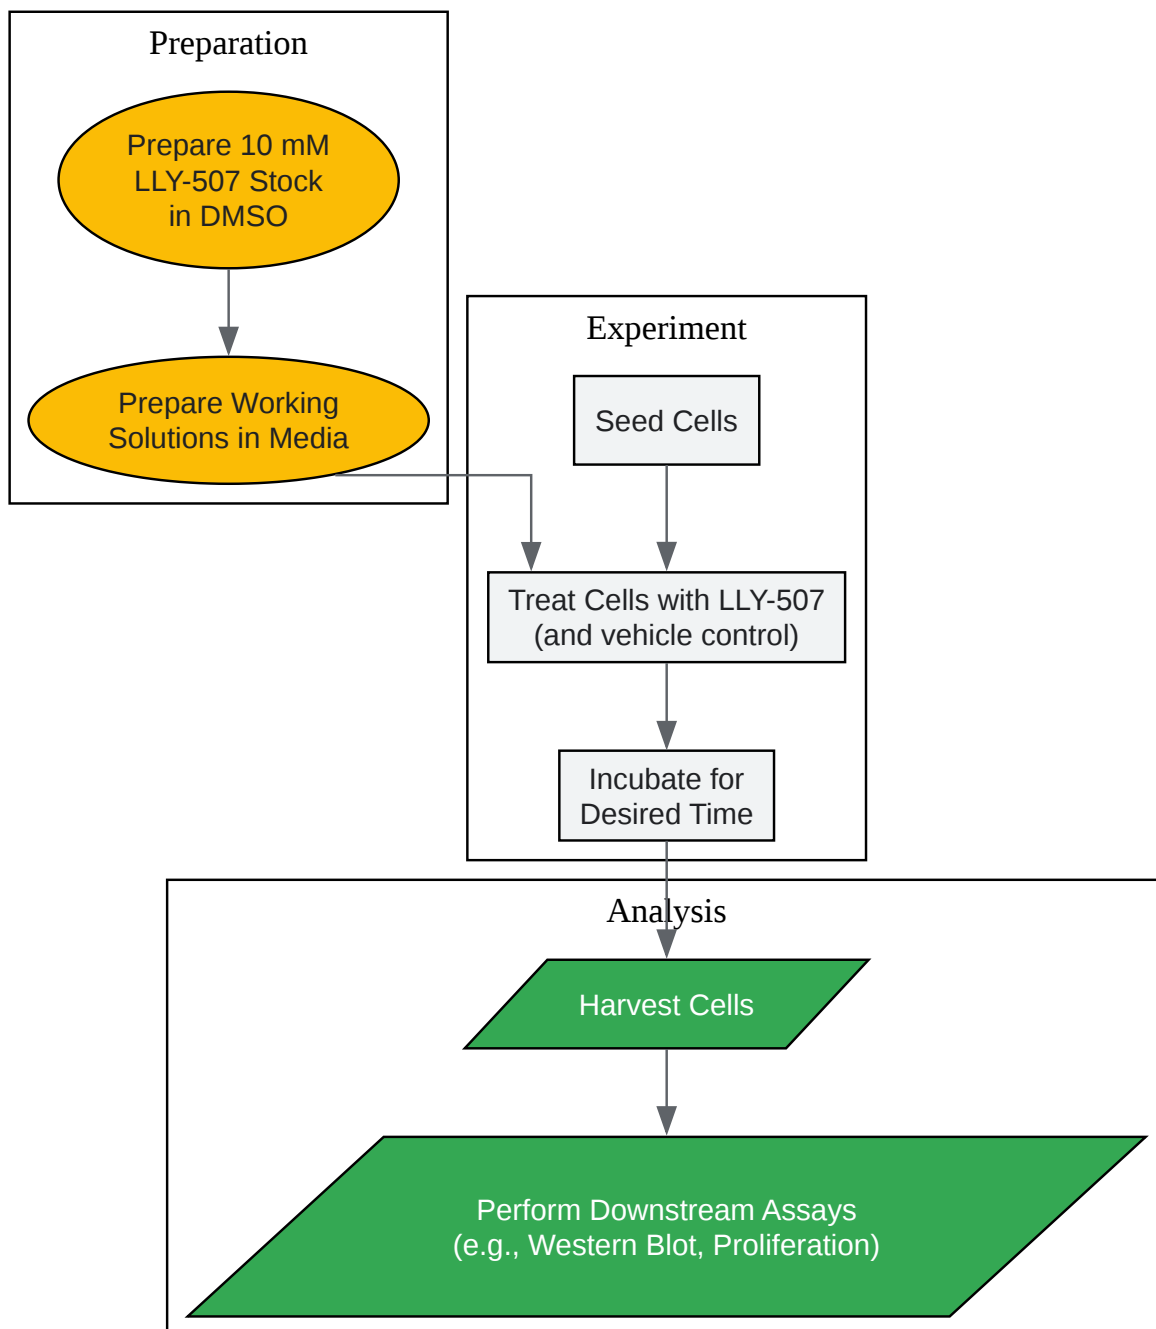 Preparation
Prepare 10 mM
LLY-507 Stock
in DMSO
Prepare Working
Solutions in Media
Experiment
Seed Cells
Treat Cells with LLY-507
(and vehicle control)
Incubate for
Desired Time
Analysis
Harvest Cells
Perform Downstream Assays
(e.g., Western Blot, Proliferation)